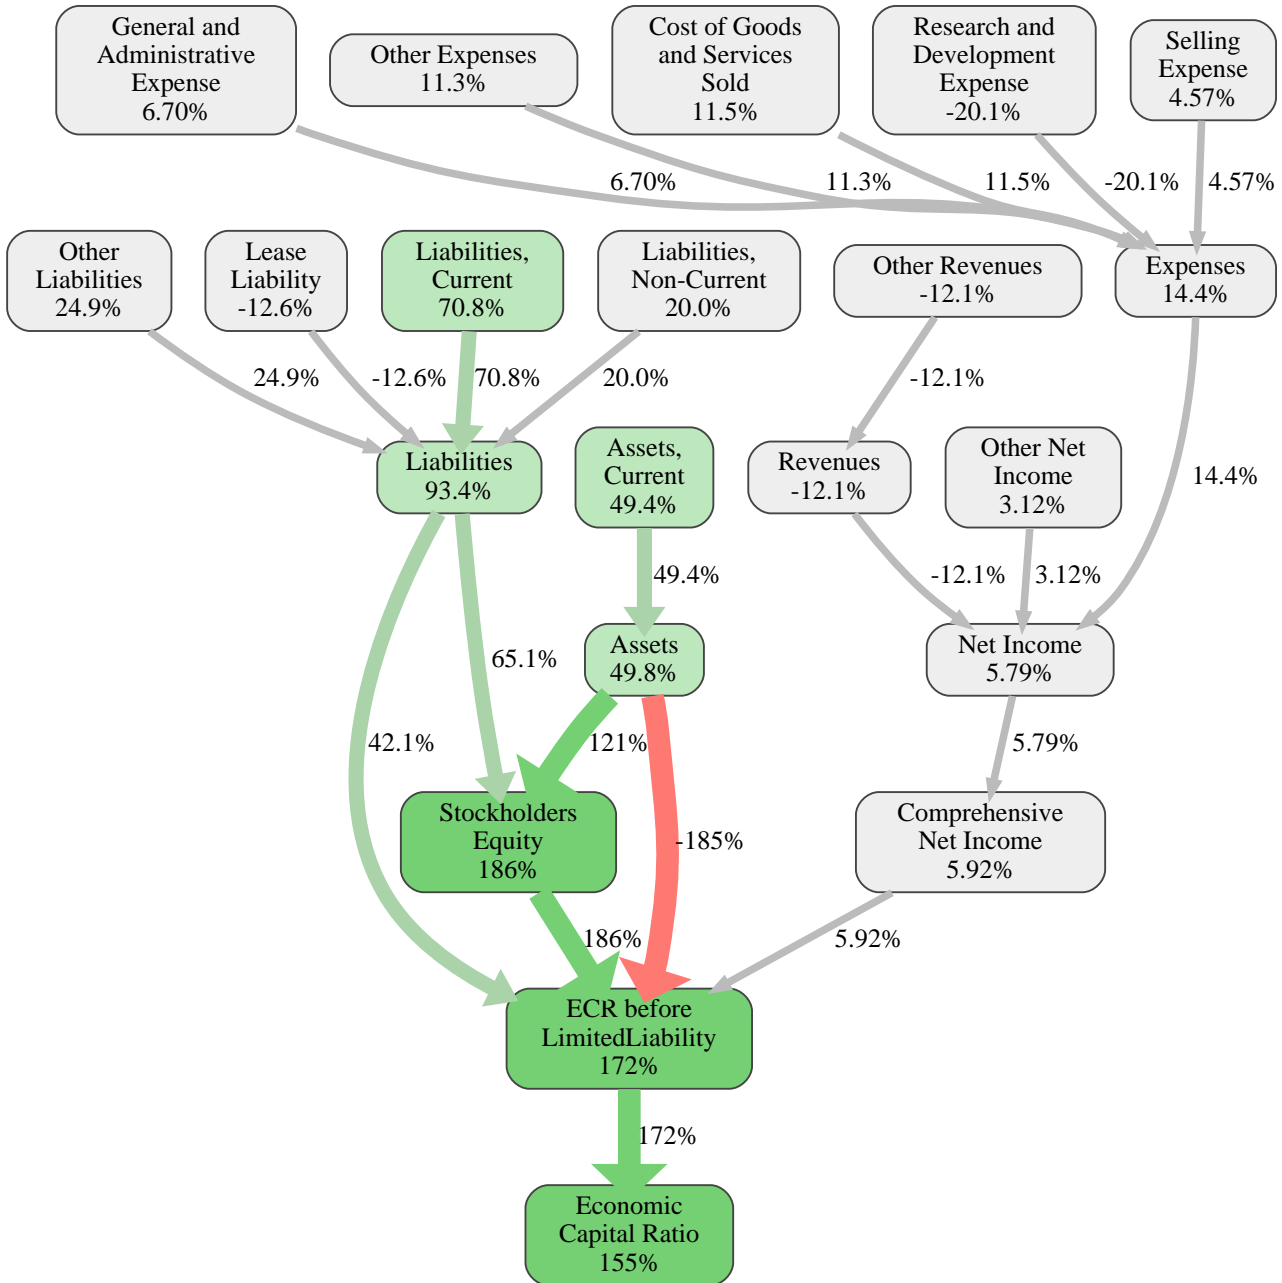 General and
Administrative
Expense
6.70%
Other Expenses
11.3%
Cost of Goods
and Services
Sold
11.5%
Research and
Development
Expense
-20.1%
Selling
Expense
4.57%
6.70%
11.3%
11.5%
-20.1%
4.57%
Other
Liabilities
24.9%
Lease
Liability
-12.6%
Liabilities,
Current
70.8%
Liabilities,
Non-Current
20.0%
Other Revenues
-12.1%
Expenses
14.4%
24.9%
-12.6%
70.8%
20.0%
-12.1%
Liabilities
93.4%
Assets,
Current
49.4%
Revenues
-12.1%
Other Net
Income
3.12%
14.4%
49.4%
-12.1%
3.12%
65.1%
Assets
49.8%
Net Income
5.79%
42.1%
121%
5.79%
Stockholders
Equity
186%
-185%
Comprehensive
Net Income
5.92%
186%
5.92%
ECR before
LimitedLiability
172%
172%
Economic
Capital Ratio
155%